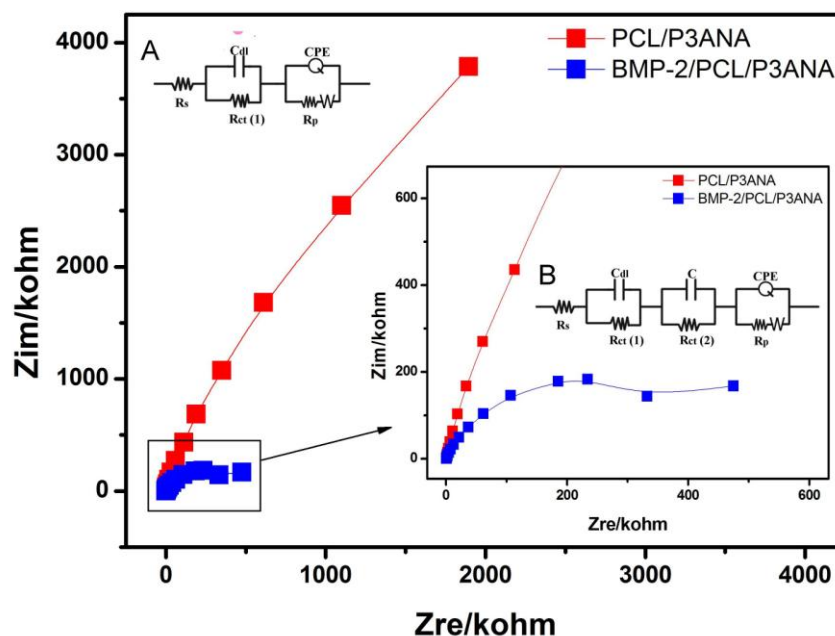 4000
3000
2000
1000
0
Zim/kohm
0
1000
2000
3000
4000
Zre/kohm
A
Rs
Cdl
Rct (1)
CPE
Rp
W
PCL/P3ANA
BMP-2/PCL/P3ANA
600
400
200
0
Zim/kohm
0
200
400
600
Zre/kohm
PCL/P3ANA
BMP-2/PCL/P3ANA
B
Rs
Cdl
Rct (1)
C
Rct (2)
CPE
Rp
W